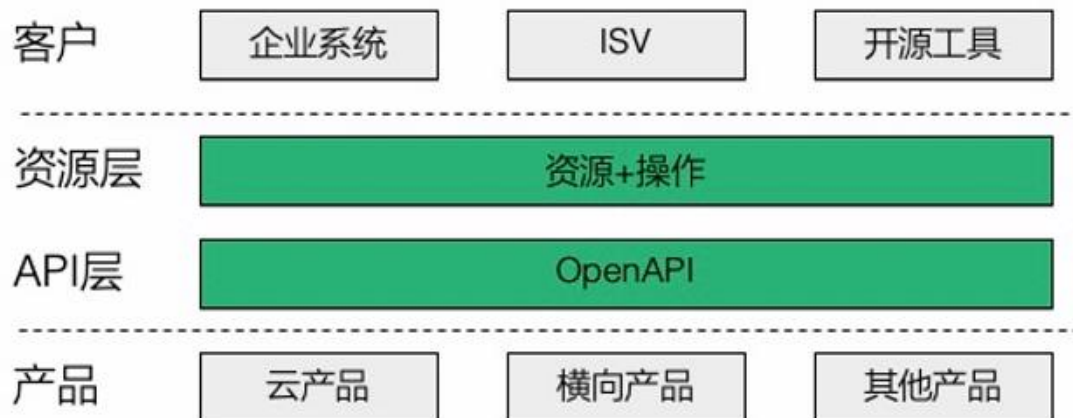 客户 企业系统 ISV 开源工具
资源层 资源+操作
API层 OpenAPI
产品 云产品 横向产品 其他产品